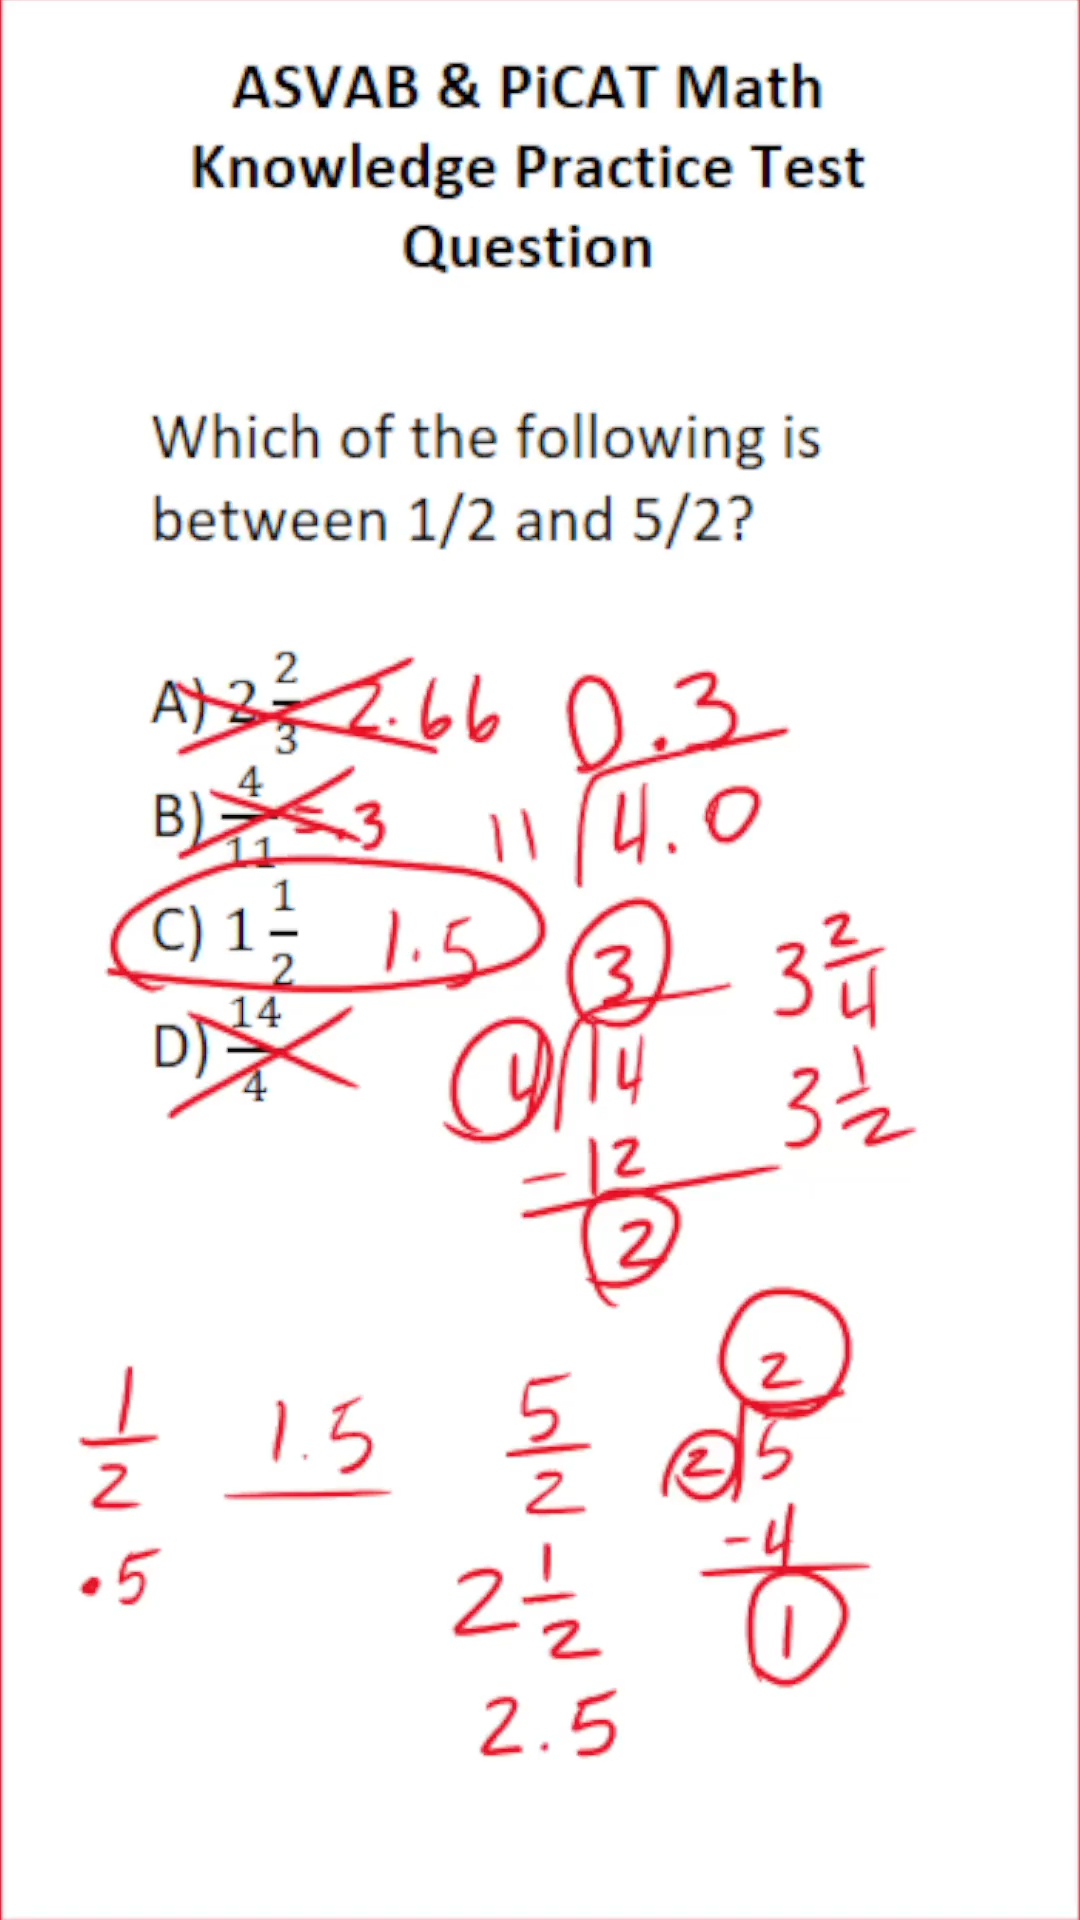 ASVAB & PiCAT Math
Knowledge Practice Test
Question
Which of the following is
between 1/2 and 5/2?
A) 2 2/3 2.66
B) 4/11 = .3
C) 1 1/2 1.5
D) 14/4
0.3
11 4.0
3
4 14
- 12
2
3 2/4
3 1/2
1/2 1.5 5/2
.5
2 1/2
2.5
2
2 5
- 4
1